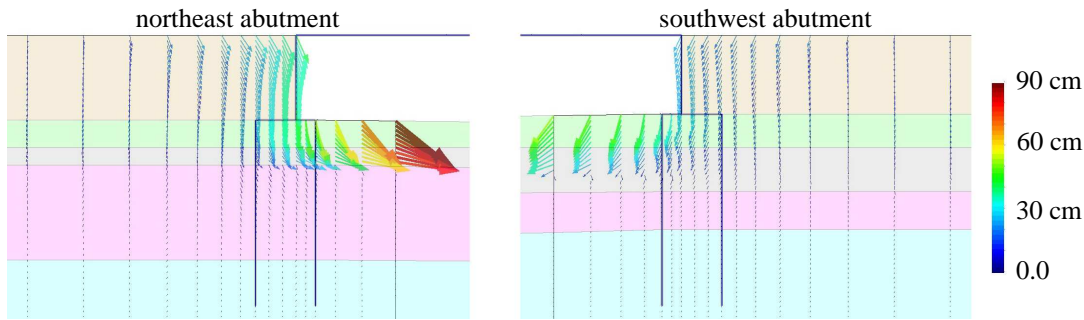 northeast abutment
southwest abutment
90 cm
60 cm
30 cm
0.0